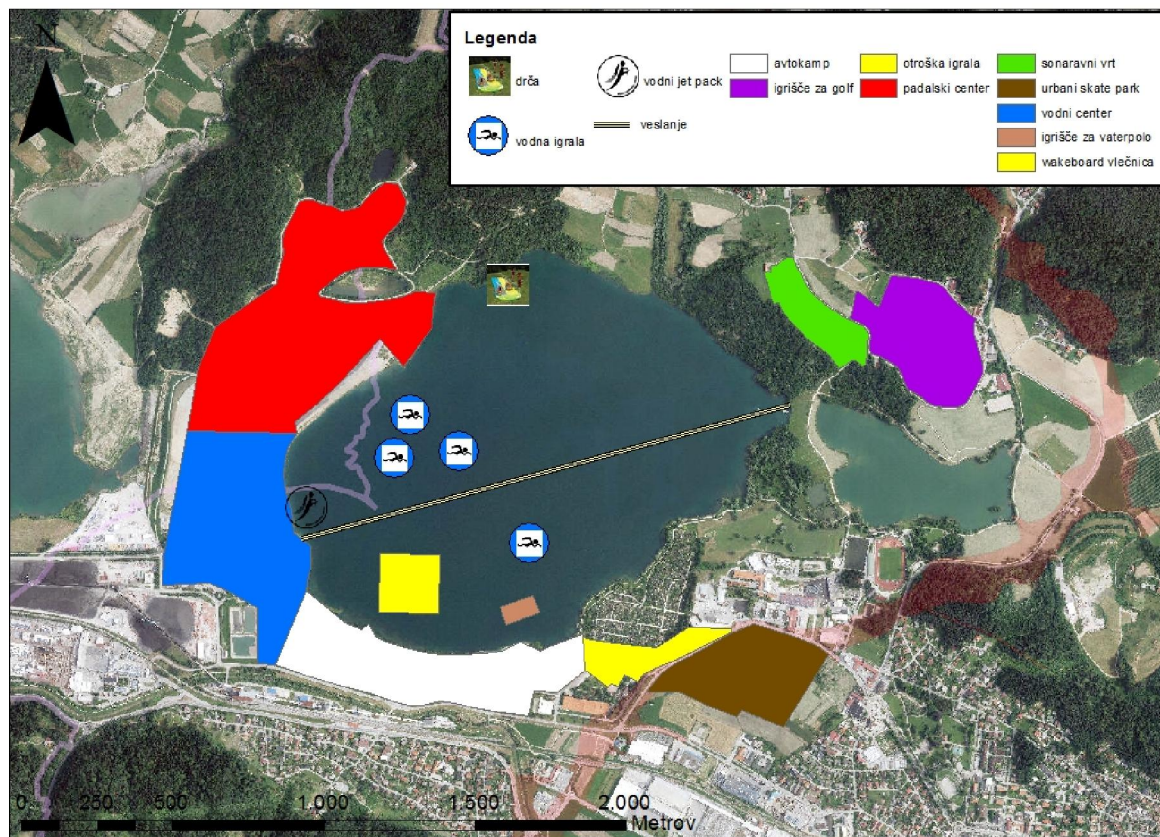 N
Legenda
drča
vodna igrala
vodni jet pack
veslanje
avtokamp
igrišče za golf
otroška igrala
padalski center
sonaravni vrt
urbani skate park
vodni center
igrišče za vaterpolo
wakeboard vlečnica
0 250 500 1.000 1.500 2.000
Metrov